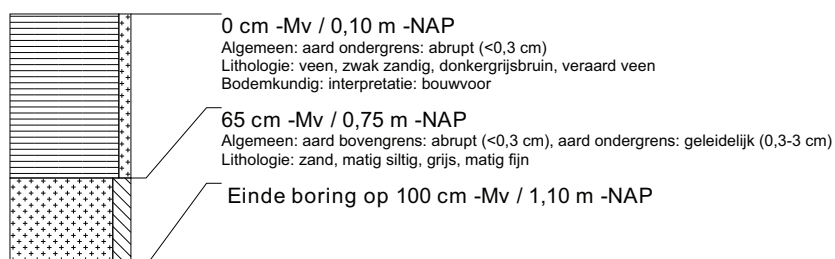 0 cm -Mv / 0,10 m -NAP
Algemeen: aard ondergrens: abrupt (<0,3 cm)
Lithologie: veen, zwak zandig, donkergrijsbruin, veraard veen
Bodemkundig: interpretatie: bouwvoor
65 cm -Mv / 0,75 m -NAP
Algemeen: aard bovengrens: abrupt (<0,3 cm), aard ondergrens: geleidelijk (0,3-3 cm)
Lithologie: zand, matig siltig, grijs, matig fijn
Einde boring op 100 cm -Mv / 1,10 m -NAP